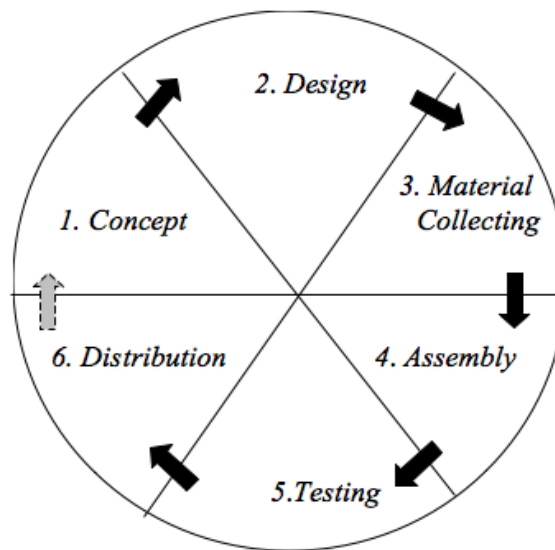 1. Concept
2. Design
3. Material
Collecting
4. Assembly
5.Testing
6. Distribution